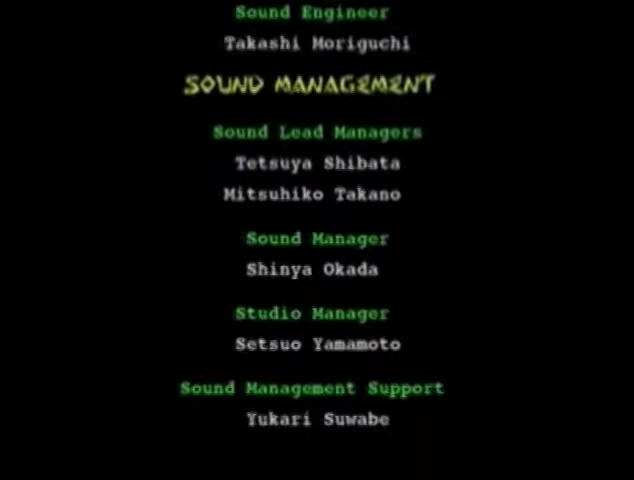 Sound Engineer
Takashi Moriguchi
SOUND MANAGEMENT
Sound Lead Managers
Tetsuya Shibata
Mitsuhiko Takano
Sound Manager
Shinya Okada
Studio Manager
Setsuo Yamamoto
Sound Management Support
Yukari Suwabe